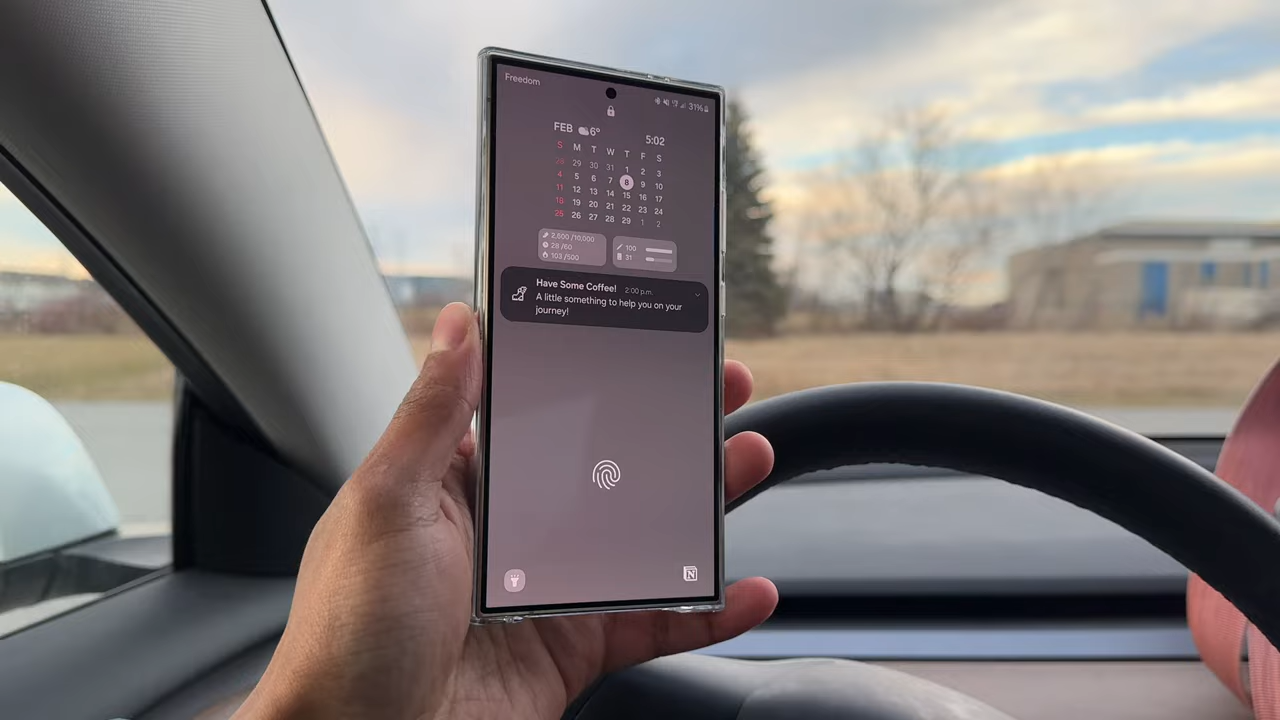 Freedom
31%
FEB 6° 5:02
S M T W T F S
28 29 30 31 1 2 3
4 5 6 7 8 9 10
11 12 13 14 15 16 17
18 19 20 21 22 23 24
25 26 27 28 29 1 2
2,600 /10,000
28 /60
103 /500
100
31
Have Some Coffee! 2:00 p.m.
A little something to help you on your
journey!
N